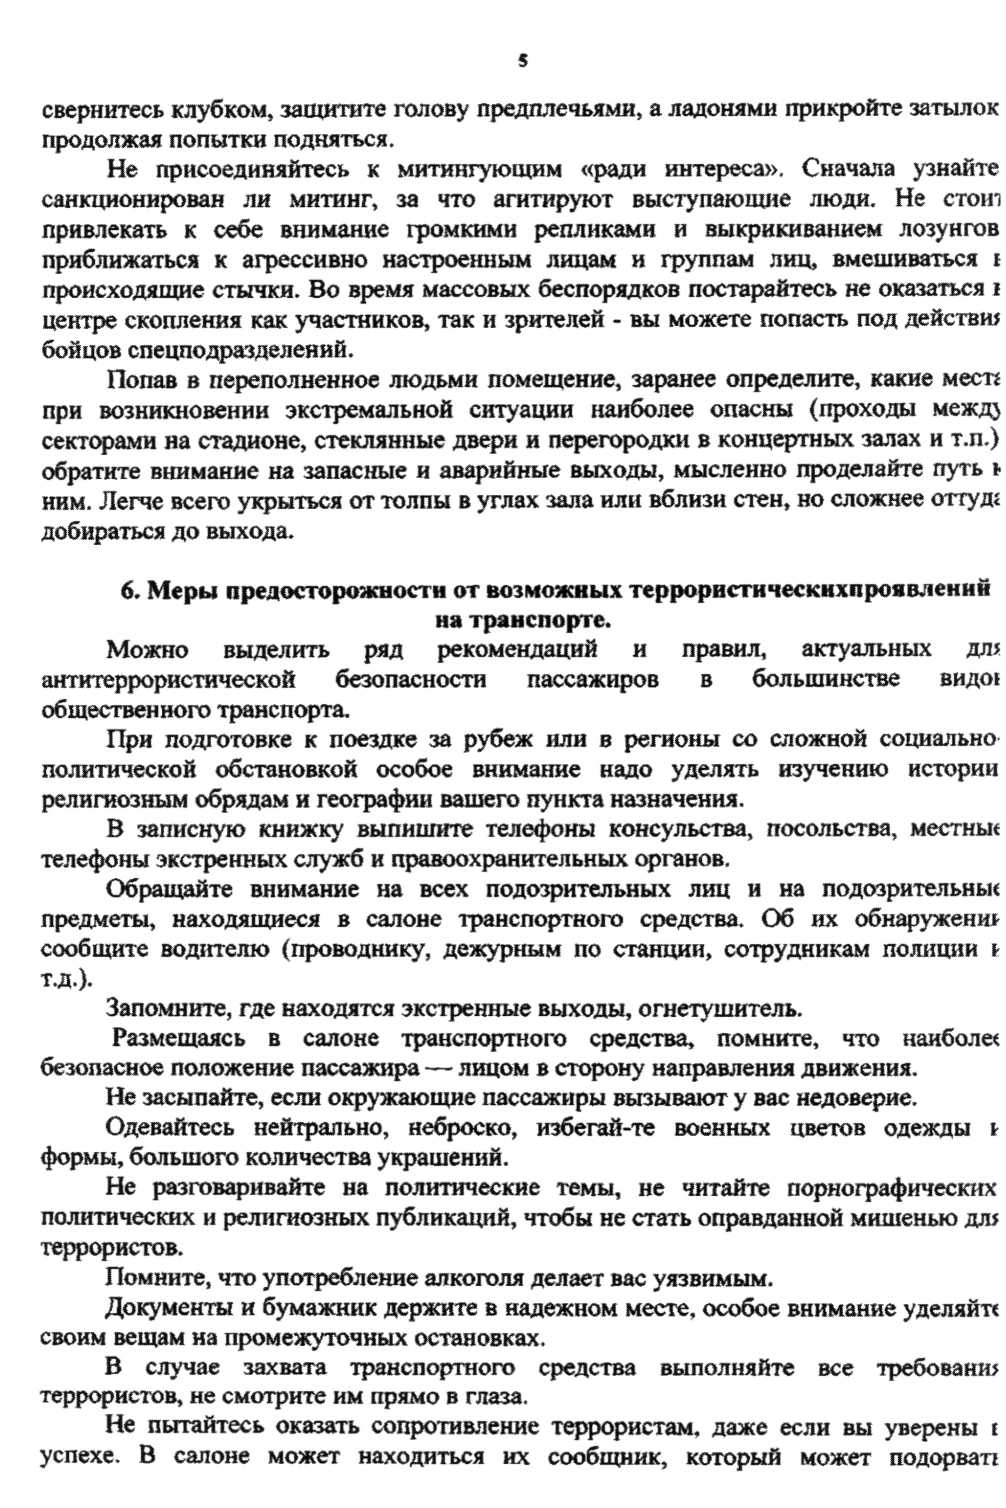 5
свернитесь клубком, защитите голову предплечьями, а ладонями прикройте затылок
продолжая попытки подняться.
Не присоединяйтесь к митингующим «ради интереса». Сначала узнайте
санкционирован ли митинг, за что агитируют выступающие люди. Не стоит
привлекать к себе внимание громкими репликами и выкрикиванием лозунгов
приближаться к агрессивно настроенным лицам и группам лиц, вмешиваться в
происходящие стычки. Во время массовых беспорядков постарайтесь не оказаться в
центре скопления как участников, так и зрителей - вы можете попасть под действия
бойцов спецподразделений.
Попав в переполненное людьми помещение, заранее определите, какие места
при возникновении экстремальной ситуации наиболее опасны (проходы между
секторами на стадионе, стеклянные двери и перегородки в концертных залах и т.п.)
обратите внимание на запасные и аварийные выходы, мысленно проделайте путь к
ним. Легче всего укрыться от толпы в углах зала или вблизи стен, но сложнее оттуда
добираться до выхода.
6. Меры предосторожности от возможных террористическихпроявлений
на транспорте.
Можно выделить ряд рекомендаций и правил, актуальных для
антитеррористической безопасности пассажиров в большинстве видов
общественного транспорта.
При подготовке к поездке за рубеж или в регионы со сложной социально-
политической обстановкой особое внимание надо уделять изучению истории
религиозным обрядам и географии вашего пункта назначения.
В записную книжку выпишите телефоны консульства, посольства, местные
телефоны экстренных служб и правоохранительных органов.
Обращайте внимание на всех подозрительных лиц и на подозрительные
предметы, находящиеся в салоне транспортного средства. Об их обнаружении
сообщите водителю (проводнику, дежурным по станции, сотрудникам полиции и
т.д.).
Запомните, где находятся экстренные выходы, огнетушитель.
Размещаясь в салоне транспортного средства, помните, что наиболее
безопасное положение пассажира — лицом в сторону направления движения.
Не засыпайте, если окружающие пассажиры вызывают у вас недоверие.
Одевайтесь нейтрально, неброско, избегай-те военных цветов одежды и
формы, большого количества украшений.
Не разговаривайте на политические темы, не читайте порнографических
политических и религиозных публикаций, чтобы не стать оправданной мишенью для
террористов.
Помните, что употребление алкоголя делает вас уязвимым.
Документы и бумажник держите в надежном месте, особое внимание уделяйте
своим вещам на промежуточных остановках.
В случае захвата транспортного средства выполняйте все требования
террористов, не смотрите им прямо в глаза.
Не пытайтесь оказать сопротивление террористам, даже если вы уверены в
успехе. В салоне может находиться их сообщник, который может подорвать